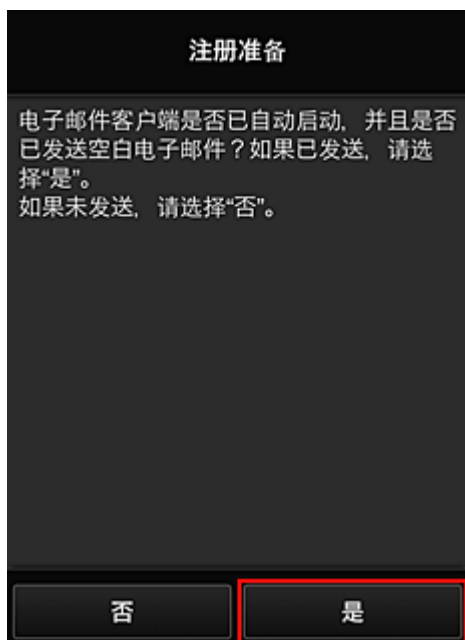 注册准备
电子邮件客户端是否已自动启动，并且是否
已发送空白电子邮件？如果已发送，请选
择“是”。
如果未发送，请选择“否”。
否
是